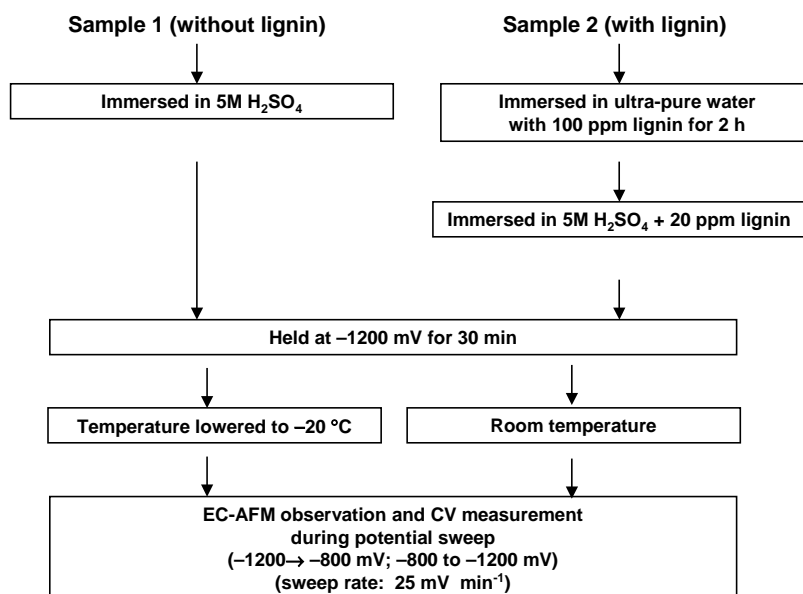 Sample 1 (without lignin)
Sample 2 (with lignin)
Immersed in 5M H₂SO₄
Immersed in ultra-pure water
with 100 ppm lignin for 2 h
Immersed in 5M H₂SO₄ + 20 ppm lignin
Held at –1200 mV for 30 min
Temperature lowered to –20 °C
Room temperature
EC-AFM observation and CV measurement
during potential sweep
(–1200→ –800 mV; –800 to –1200 mV)
(sweep rate: 25 mV min⁻¹)